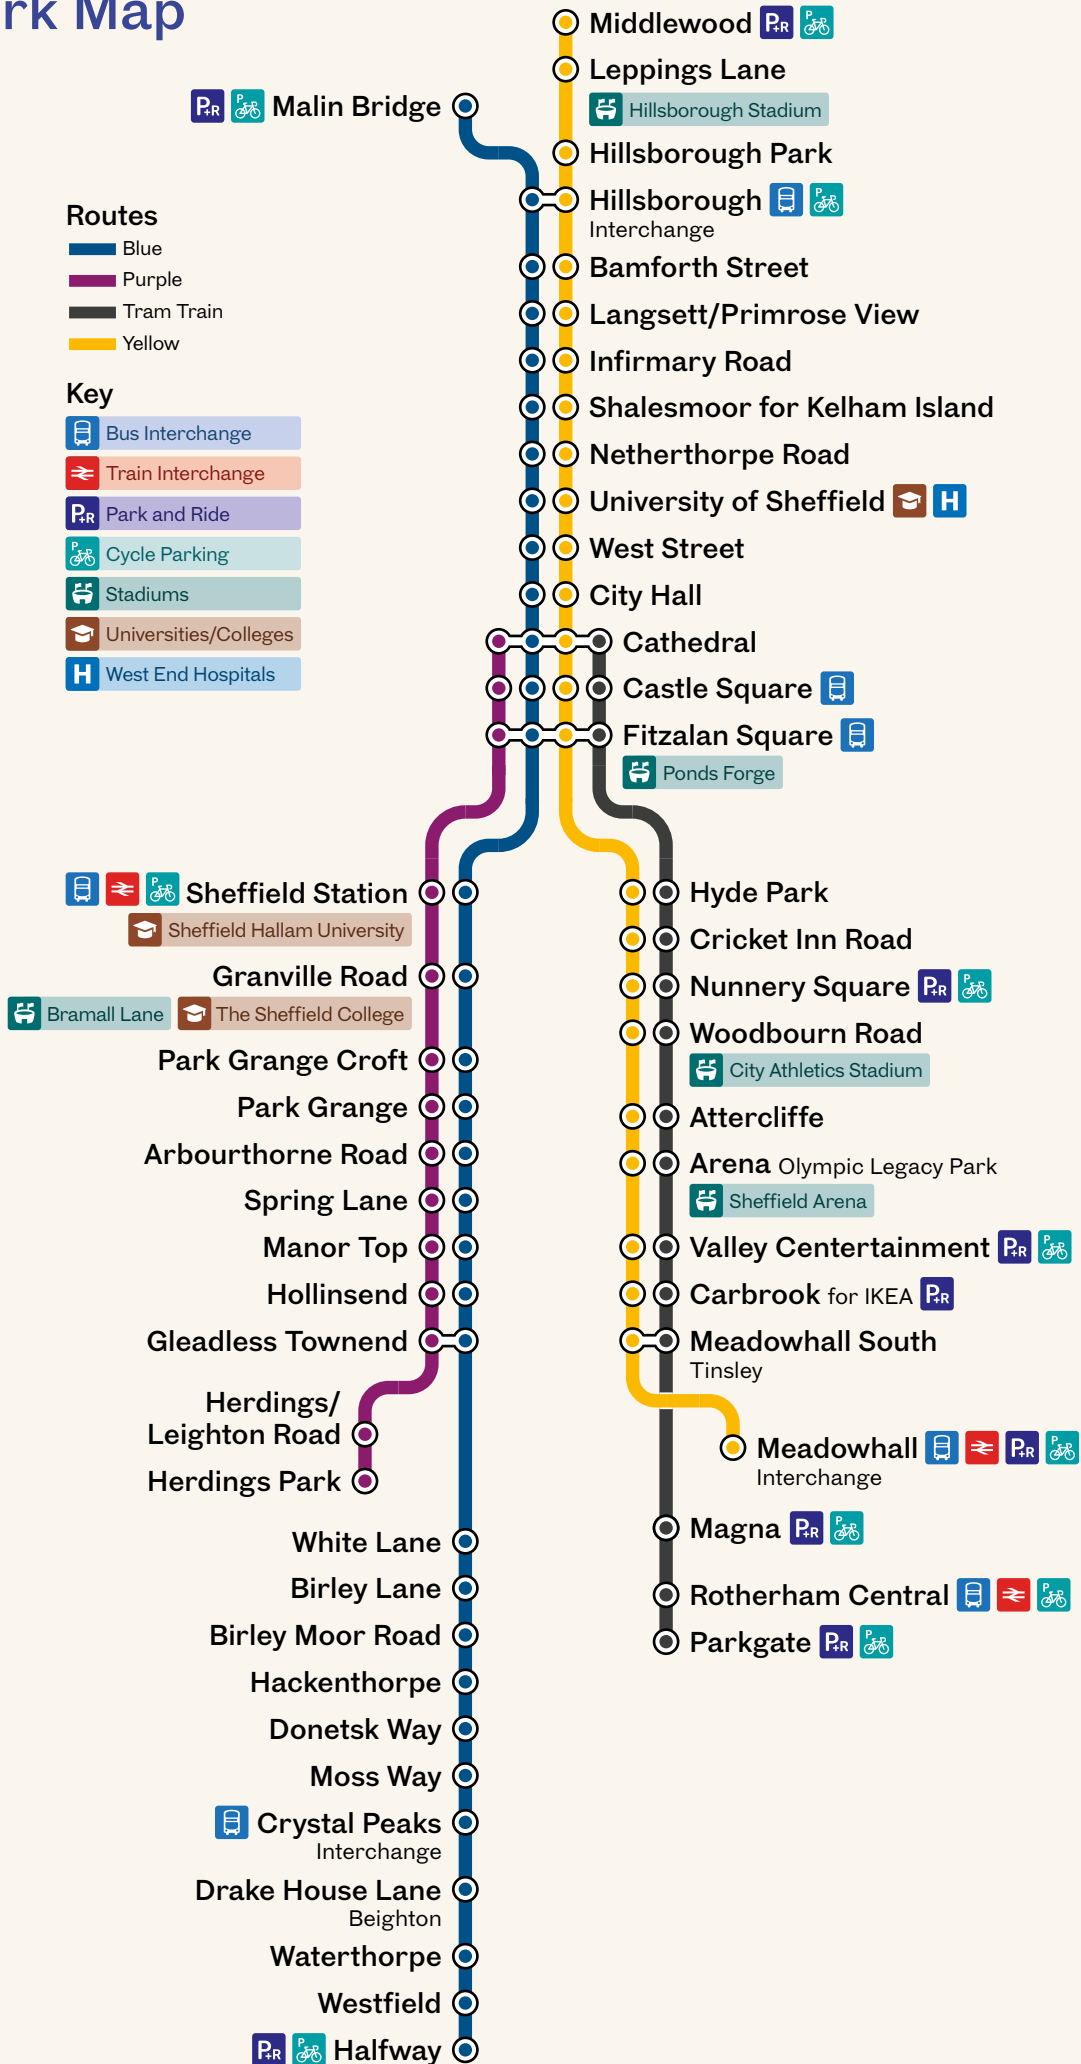 rk Map
Middlewood P+R P
Leppings Lane
Hillsborough Stadium
P+R P Malin Bridge
Hillsborough Park
Hillsborough P
Interchange
Routes
Blue
Purple
Tram Train
Yellow
Bamforth Street
Langsett/Primrose View
Infirmary Road
Key
Bus Interchange
Train Interchange
P+R Park and Ride
P Cycle Parking
Stadiums
Universities/Colleges
H West End Hospitals
Shalesmoor for Kelham Island
Netherthorpe Road
University of Sheffield H
West Street
City Hall
Cathedral
Castle Square
Fitzalan Square
Ponds Forge
P Sheffield Station
Sheffield Hallam University
Granville Road
Bramall Lane The Sheffield College
Park Grange Croft
Park Grange
Arbourthorne Road
Spring Lane
Manor Top
Hollinsend
Gleadless Townend
Herdings/
Leighton Road
Herdings Park
Hyde Park
Cricket Inn Road
Nunnery Square P+R P
Woodbourn Road
City Athletics Stadium
Attercliffe
Arena Olympic Legacy Park
Sheffield Arena
Valley Centertainment P+R P
Carbrook for IKEA P+R
Meadowhall South
Tinsley
Meadowhall P+R P
Interchange
Magna P+R P
Rotherham Central P
Parkgate P+R P
White Lane
Birley Lane
Birley Moor Road
Hackenthorpe
Donetsk Way
Moss Way
Crystal Peaks
Interchange
Drake House Lane
Beighton
Waterthorpe
Westfield
P+R P Halfway